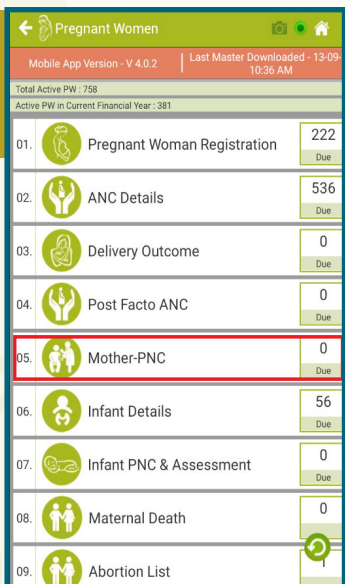 Pregnant Women
Mobile App Version - V 4.0.2
Last Master Downloaded - 13-09-
10:36 AM
Total Active PW : 758
Active PW in Current Financial Year : 381
01. Pregnant Woman Registration 222
Due
02. ANC Details 536
Due
03. Delivery Outcome 0
Due
04. Post Facto ANC 0
Due
05. Mother-PNC 0
Due
06. Infant Details 56
Due
07. Infant PNC & Assessment 0
Due
08. Maternal Death 0
09. Abortion List